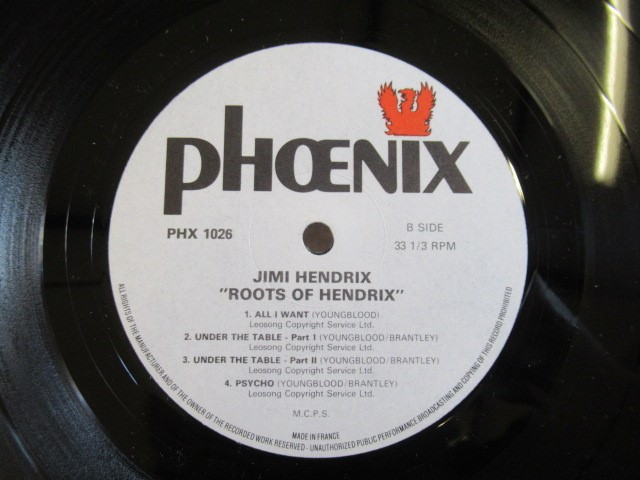 PHŒNIX
PHX 1026
B SIDE
33 1/3 RPM
JIMI HENDRIX
"ROOTS OF HENDRIX"
1. ALL I WANT (YOUNGBLOOD)
Leosong Copyright Service Ltd.
2. UNDER THE TABLE - Part I (YOUNGBLOOD/BRANTLEY)
Leosong Copyright Service Ltd.
3. UNDER THE TABLE - Part II (YOUNGBLOOD/BRANTLEY)
Leosong Copyright Service Ltd.
4. PSYCHO (YOUNGBLOOD/BRANTLEY)
Leosong Copyright Service Ltd.
M.C.P.S.
MADE IN FRANCE
ALL RIGHTS OF THE MANUFACTURER AND OF THE OWNER OF THE RECORDED WORK RESERVED - UNAUTHORIZED PUBLIC PERFORMANCE BROADCASTING AND COPYING OF THIS RECORD PROHIBITED